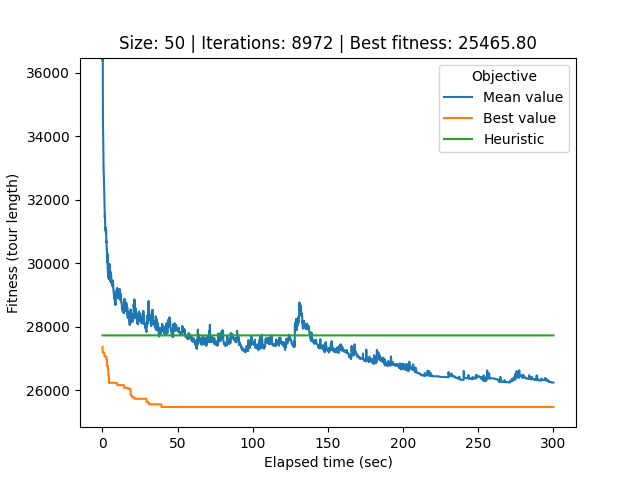 Size: 50 | Iterations: 8972 | Best fitness: 25465.80
Objective
Mean value
Best value
Heuristic
Fitness (tour length)
36000
34000
32000
30000
28000
26000
0 50 100 150 200 250 300
Elapsed time (sec)